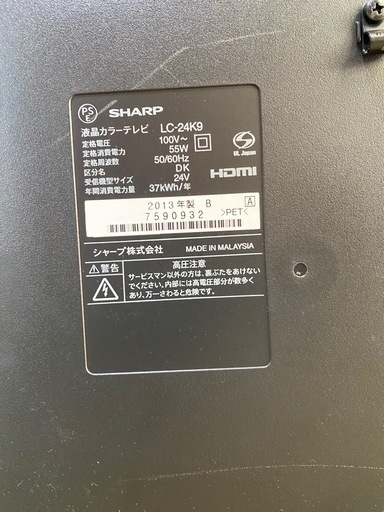 PS
E
SHARP
液晶カラーテレビ LC-24K9
定格電圧 100V~
定格消費電力 55W
定格周波数 50/60Hz
区分名 DK
受信機型サイズ 24V
年間消費電力量 37kWh/年
UL Japan
HDMI
2013年製 B A
7590932 >PET<
シャープ株式会社 MADE IN MALAYSIA
⚠警告
高圧注意
サービスマン以外の方は、裏ぶたをあけない
でください。内部には高電圧部分が数多く
あり、万一さわると危険です。